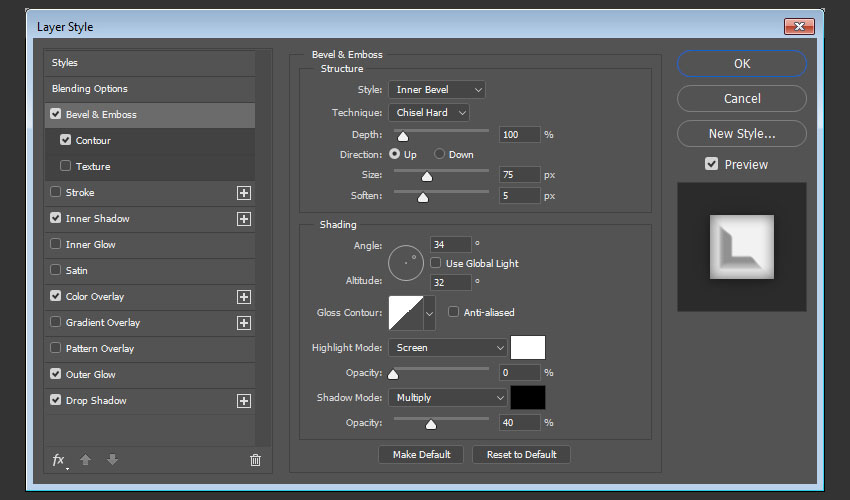 Layer Style
Styles
Blending Options
Bevel & Emboss
Contour
Texture
Stroke
Inner Shadow
Inner Glow
Satin
Color Overlay
Gradient Overlay
Pattern Overlay
Outer Glow
Drop Shadow
fx
Bevel & Emboss
Structure
Style: Inner Bevel
Technique: Chisel Hard
Depth: 100 %
Direction: Up Down
Size: 75 px
Soften: 5 px
Shading
Angle: 34 °
Use Global Light
Altitude: 32 °
Gloss Contour: Anti-aliased
Highlight Mode: Screen
Opacity: 0 %
Shadow Mode: Multiply
Opacity: 40 %
Make Default Reset to Default
OK
Cancel
New Style...
Preview